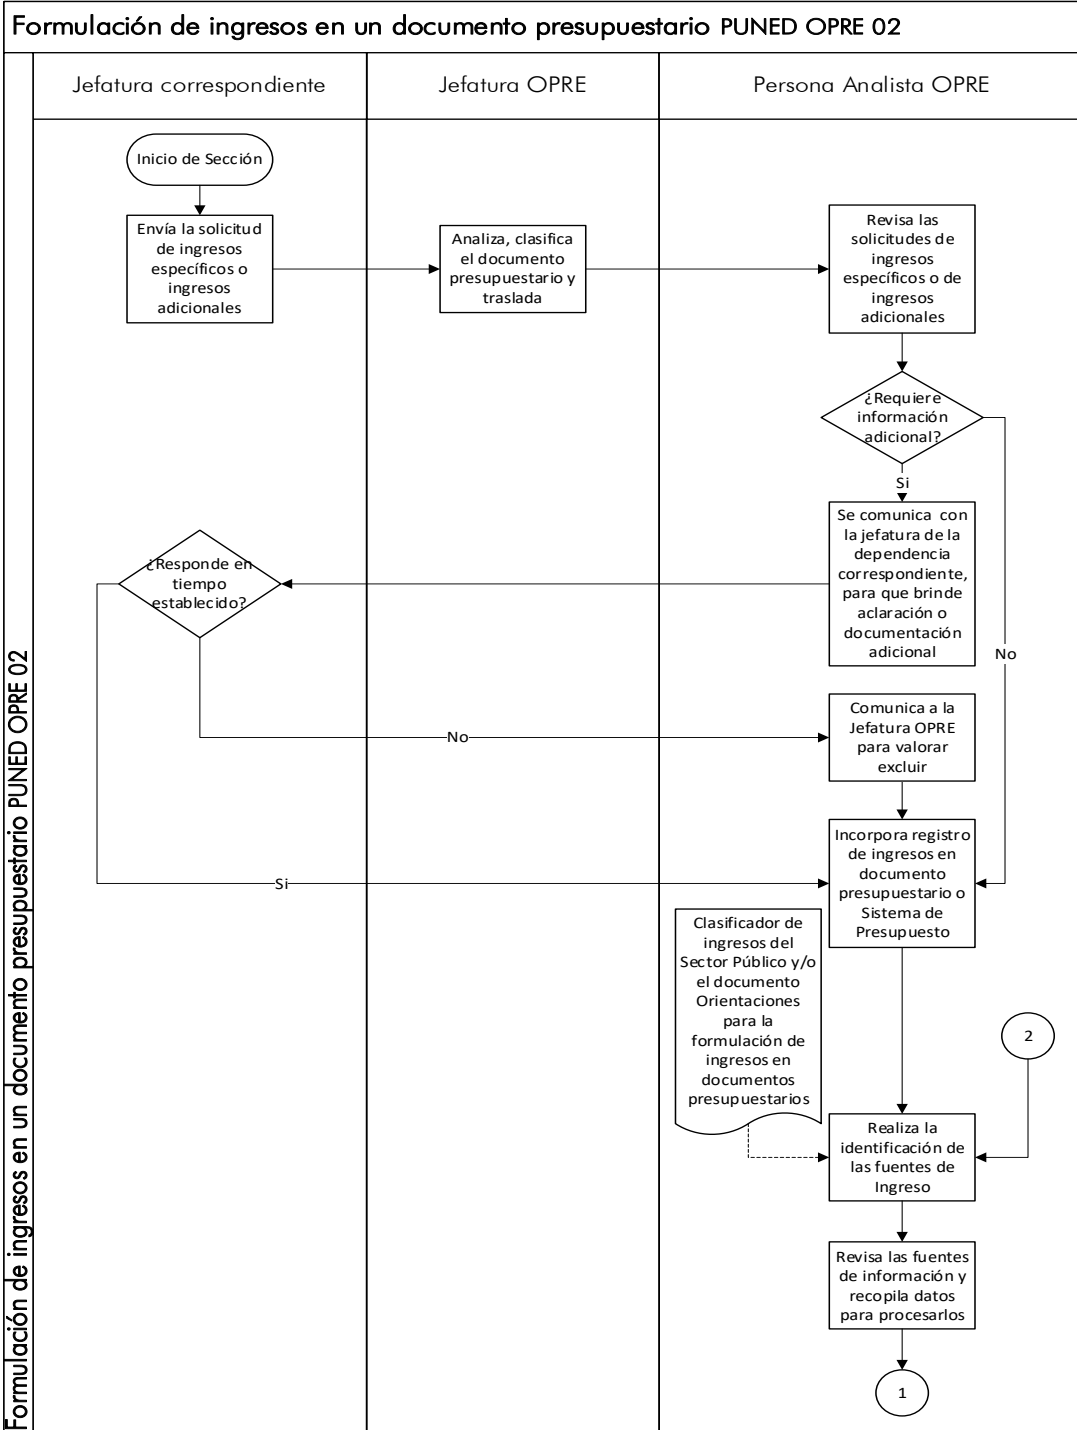 Formulación de ingresos en un documento presupuestario PUNED OPRE 02
Formulación de ingresos en un documento presupuestario PUNED OPRE 02
Jefatura correspondiente
Jefatura OPRE
Persona Analista OPRE
Inicio de Sección
Envía la solicitud
de ingresos
específicos o
ingresos
adicionales
Analiza, clasifica
el documento
presupuestario y
traslada
Revisa las
solicitudes de
ingresos
específicos o de
ingresos
adicionales
¿Requiere
información
adicional?
Si
No
Se comunica con
la jefatura de la
dependencia
correspondiente,
para que brinde
aclaración o
documentación
adicional
¿Responde en
tiempo
establecido?
No
Comunica a la
Jefatura OPRE
para valorar
excluir
Si
Incorpora registro
de ingresos en
documento
presupuestario o
Sistema de
Presupuesto
Clasificador de
ingresos del
Sector Público y/o
el documento
Orientaciones
para la
formulación de
ingresos en
documentos
presupuestarios
2
Realiza la
identificación de
las fuentes de
Ingreso
Revisa las fuentes
de información y
recopila datos
para procesarlos
1